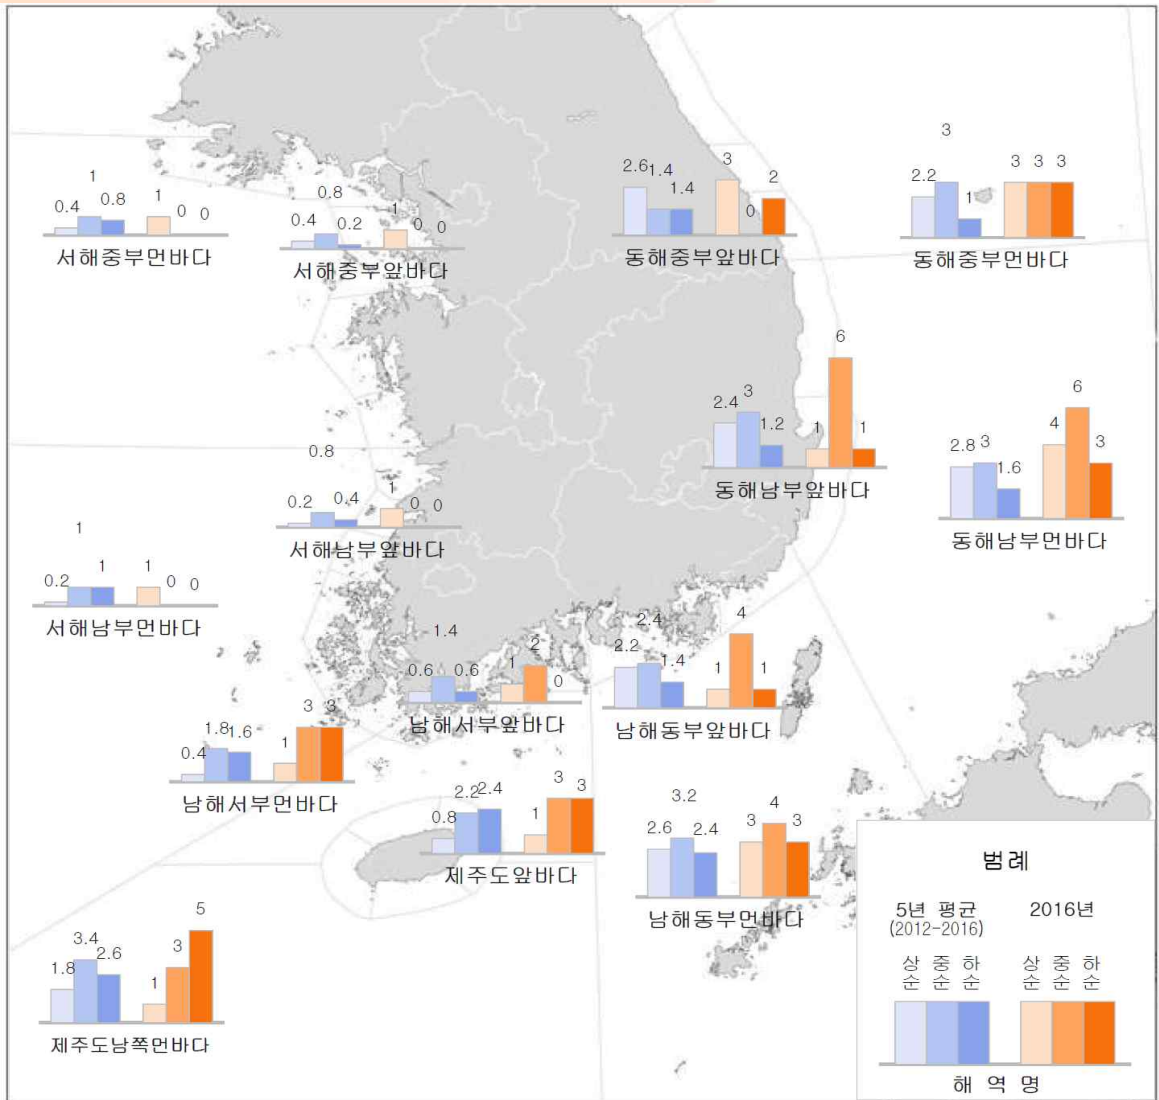 0.4 1 0.8 1 0 0
서해중부먼바다
0.4 0.8 0.2 1 0 0
서해중부앞바다
2.6 1.4 1.4 3 0 2
동해중부앞바다
2.2 3 1 3 3 3
동해중부먼바다
2.4 3 1.2 1 6 1
동해남부앞바다
2.8 3 1.6 4 6 3
동해남부먼바다
0.2 0.8 0.4 1 0 0
서해남부앞바다
0.2 1 1 1 0 0
서해남부먼바다
0.6 1.4 0.6 1 2 0
남해서부앞바다
2.2 2.4 1.4 1 4 1
남해동부앞바다
0.4 1.8 1.6 1 3 3
남해서부먼바다
0.8 2.2 2.4 1 3 3
제주도앞바다
2.6 3.2 2.4 3 4 3
남해동부먼바다
1.8 3.4 2.6 1 3 5
제주도남쪽먼바다
범례
5년 평균 2016년
(2012-2016)
상순 중순 하순 상순 중순 하순
해 역 명